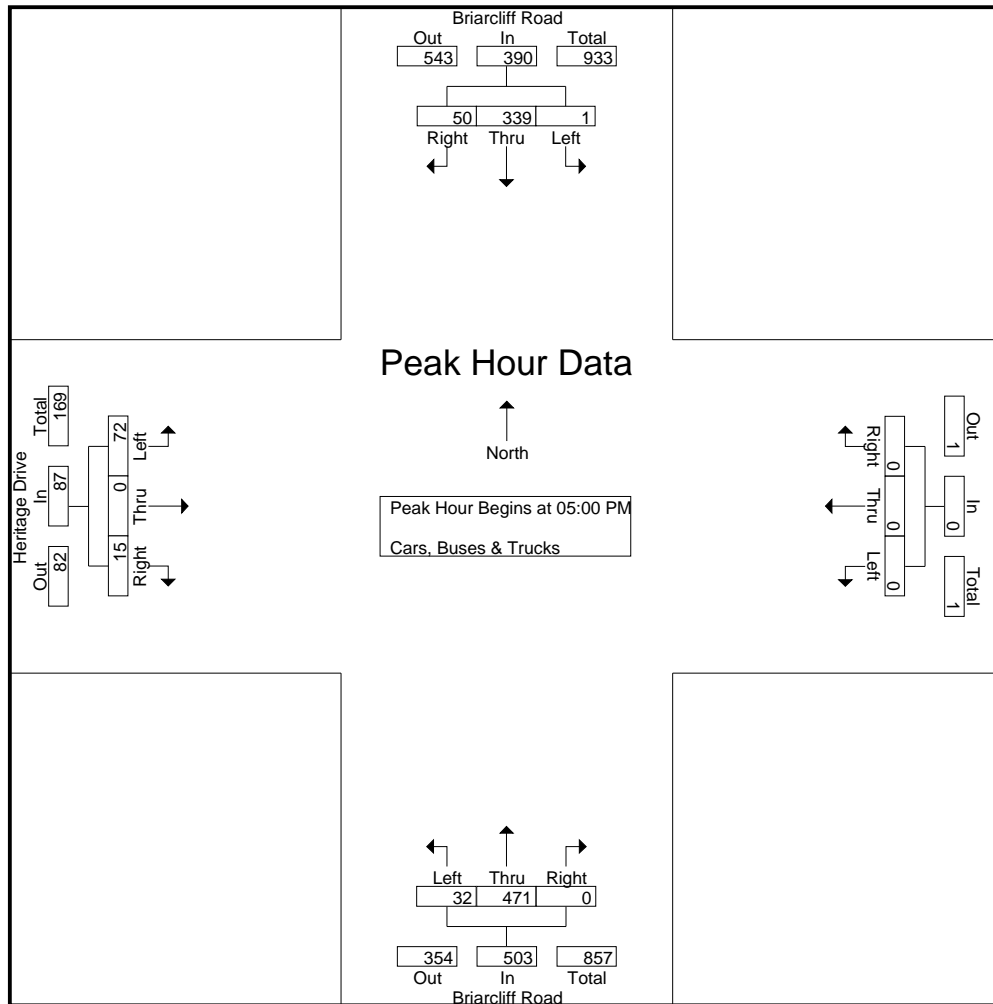 Briarcliff Road
Out In Total
543 390 933
50 339 1
Right Thru Left
Peak Hour Data
North
Peak Hour Begins at 05:00 PM
Cars, Buses & Trucks
Heritage Drive
Out In Total
82 87 169
15 0 72
Right Thru Left
Out In Total
1 0 1
0 0 0
Right Thru Left
Left Thru Right
32 471 0
354 503 857
Out In Total
Briarcliff Road